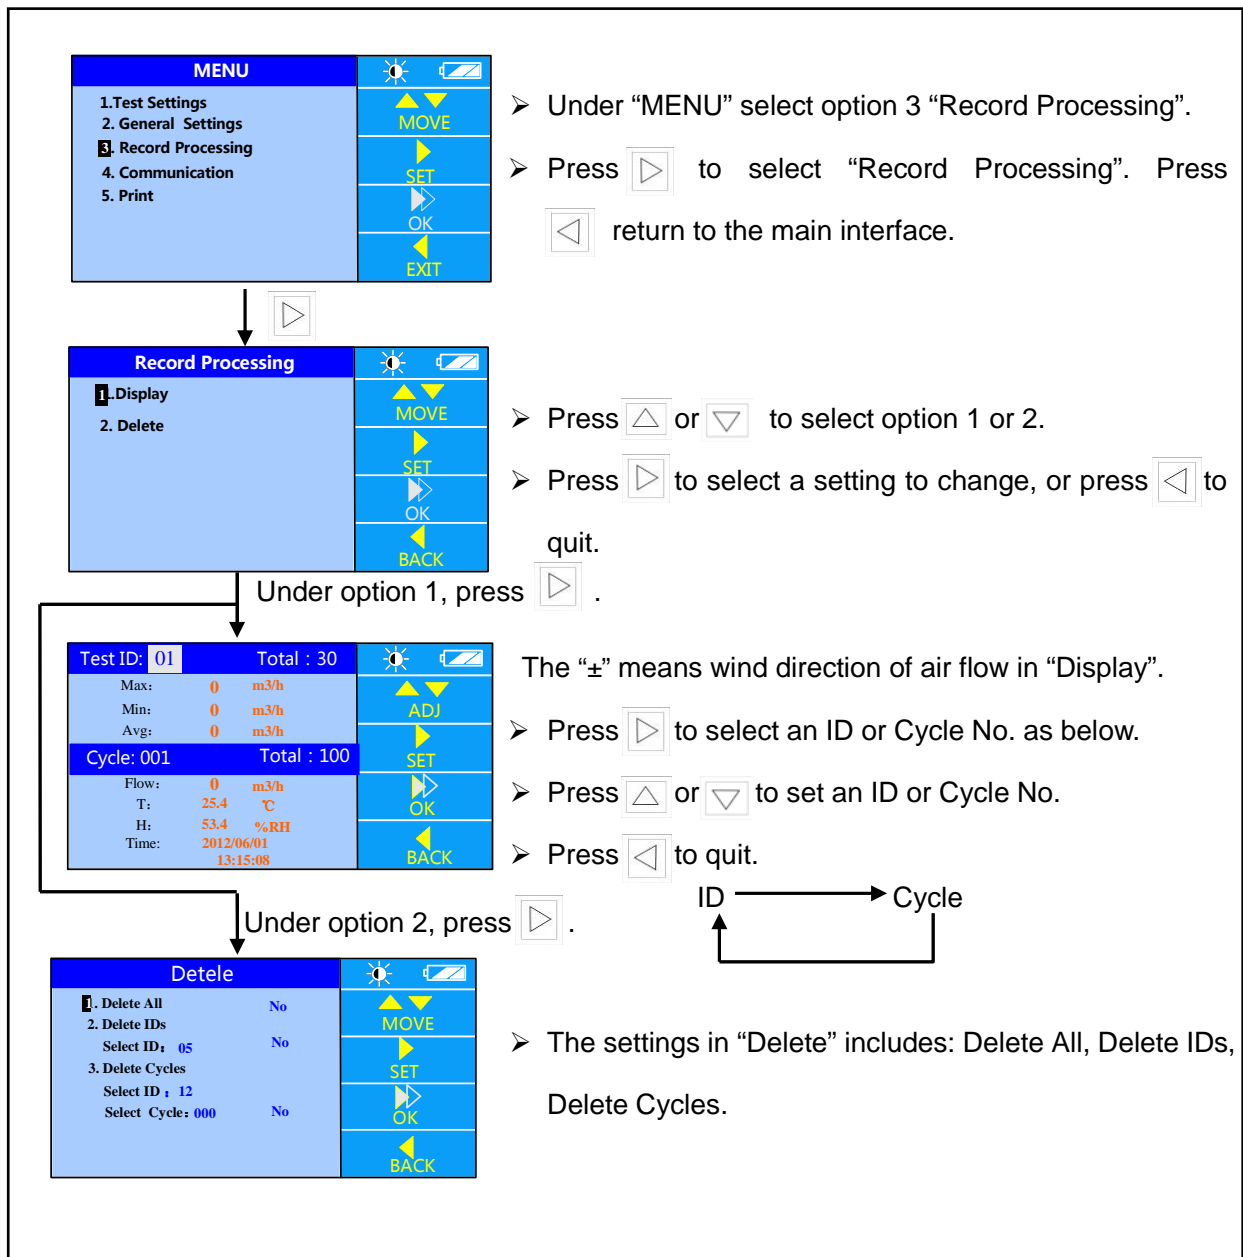 MENU
1.Test Settings
2. General Settings
3. Record Processing
4. Communication
5. Print
MOVE
SET
OK
EXIT
➢ Under “MENU” select option 3 “Record Processing”.
➢ Press to select “Record Processing”. Press
return to the main interface.
Record Processing
1.Display
2. Delete
MOVE
SET
OK
BACK
➢ Press or to select option 1 or 2.
➢ Press to select a setting to change, or press to
quit.
Under option 1, press .
Test ID: 01 Total : 30
Max: 0 m3/h
Min: 0 m3/h
Avg: 0 m3/h
Cycle: 001 Total : 100
Flow: 0 m3/h
T: 25.4 ℃
H: 53.4 %RH
Time: 2012/06/01
13:15:08
ADJ
SET
OK
BACK
The “±” means wind direction of air flow in “Display”.
➢ Press to select an ID or Cycle No. as below.
➢ Press or to set an ID or Cycle No.
➢ Press to quit.
ID Cycle
Under option 2, press .
Detele
1. Delete All No
2. Delete IDs
Select ID: 05 No
3. Delete Cycles
Select ID : 12
Select Cycle: 000 No
MOVE
SET
OK
BACK
➢ The settings in “Delete” includes: Delete All, Delete IDs,
Delete Cycles.